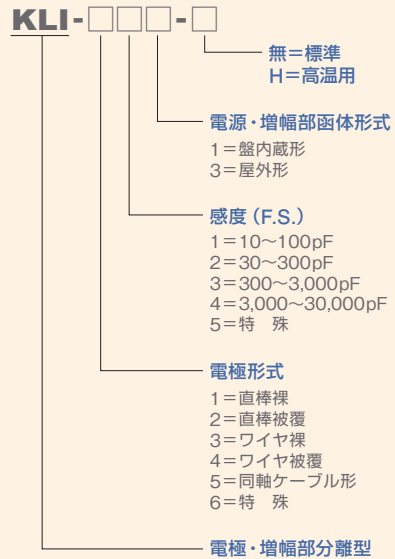 KLI-□□□-□
無=標準
H=高温用
電源・増幅部函体形式
1=盤内蔵形
3=屋外形
感度（F.S.）
1=10〜100pF
2=30〜300pF
3=300〜3,000pF
4=3,000〜30,000pF
5=特　殊
電極形式
1=直棒裸
2=直棒被覆
3=ワイヤ裸
4=ワイヤ被覆
5=同軸ケーブル形
6=特　殊
電極・増幅部分離型